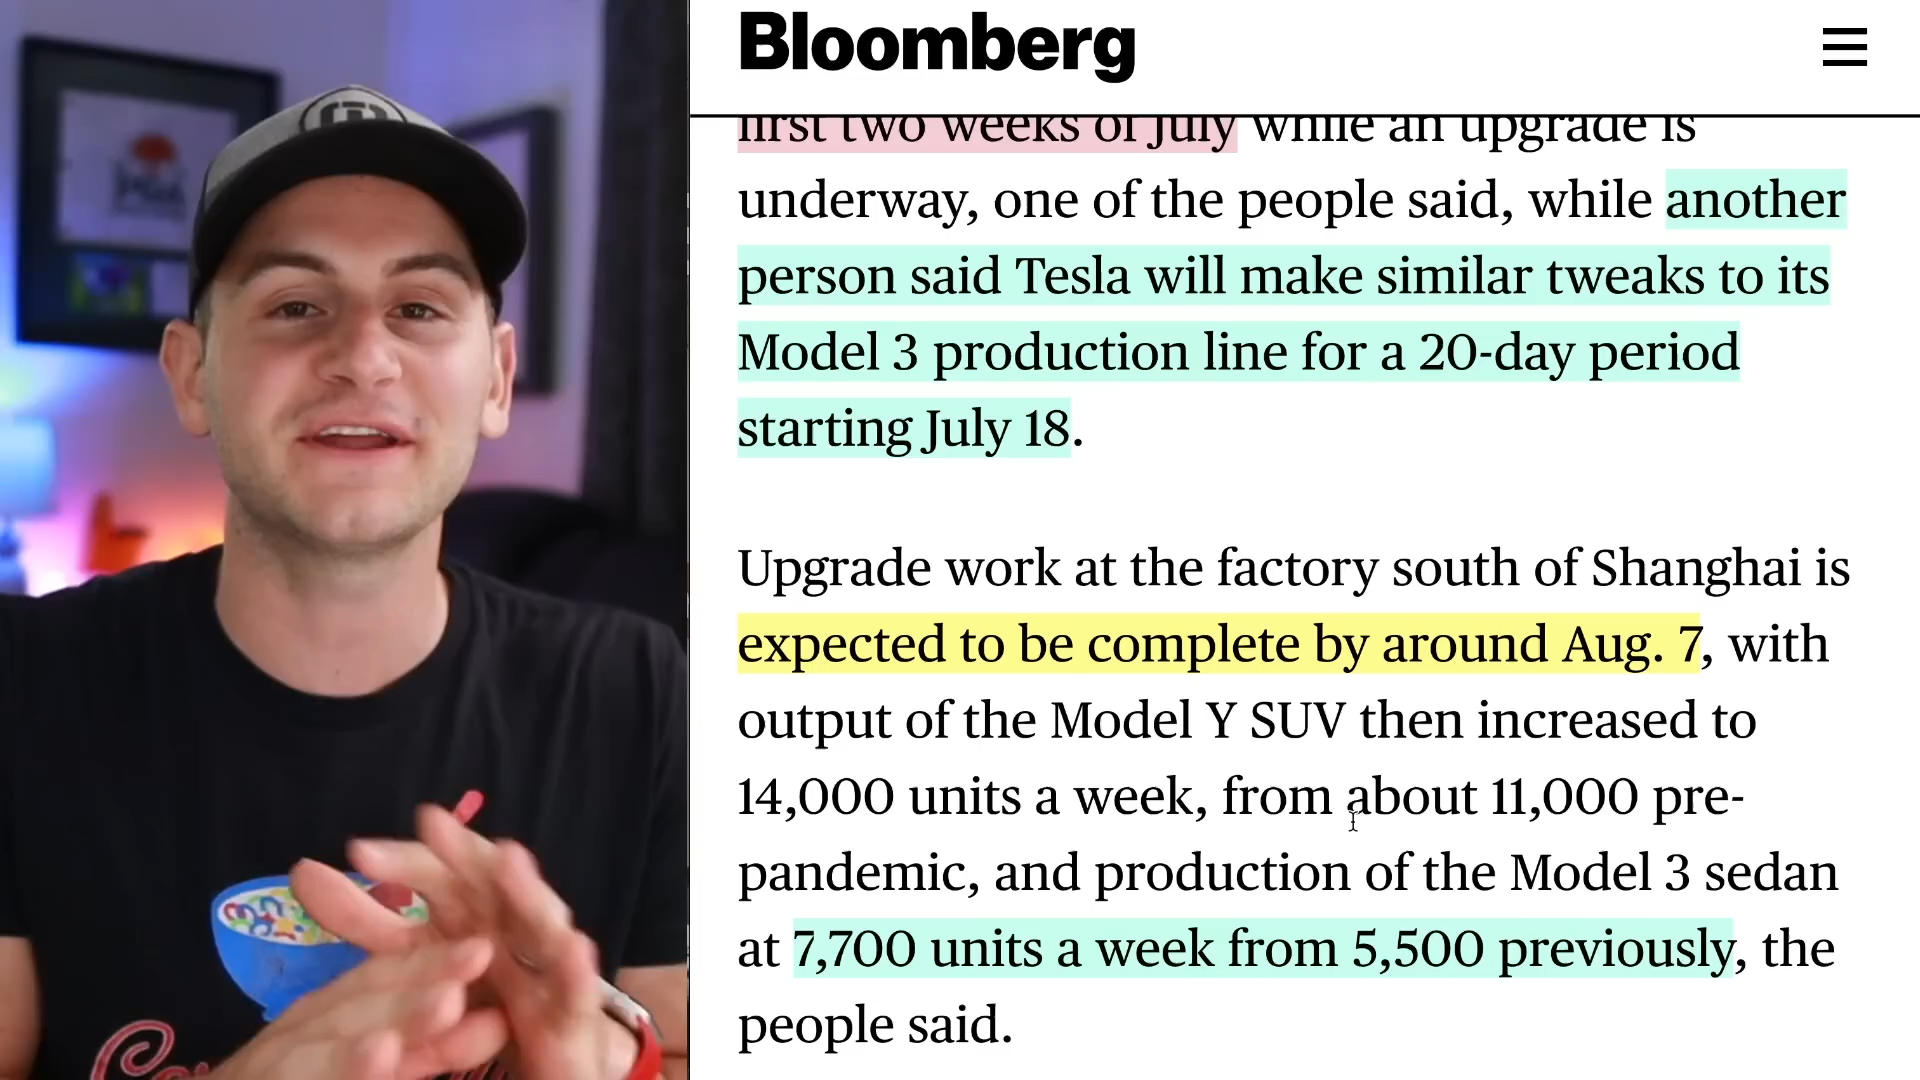 Bloomberg
first two weeks of July while an upgrade is
underway, one of the people said, while another
person said Tesla will make similar tweaks to its
Model 3 production line for a 20-day period
starting July 18.
Upgrade work at the factory south of Shanghai is
expected to be complete by around Aug. 7, with
output of the Model Y SUV then increased to
14,000 units a week, from about 11,000 pre-
pandemic, and production of the Model 3 sedan
at 7,700 units a week from 5,500 previously, the
people said.